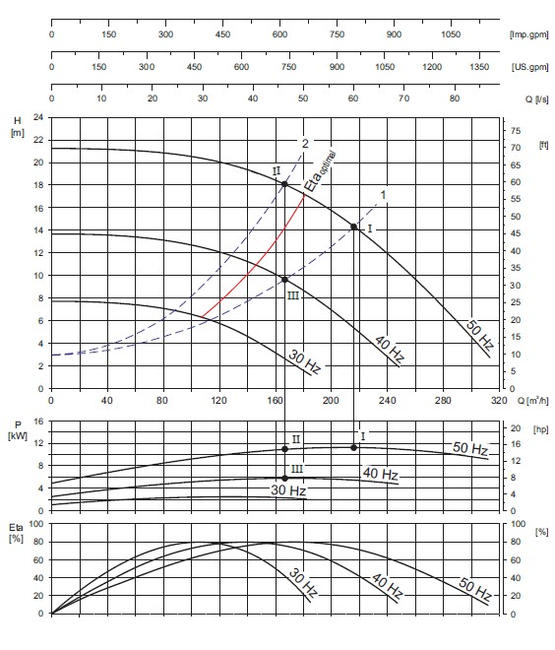 0 150 300 450 600 750 900 1050 [Imp.gpm]
0 150 300 450 600 750 900 1050 1200 1350 [US.gpm]
0 10 20 30 40 50 60 70 80 Q [l/s]
H
[m]
24
22
20
18
16
14
12
10
8
6
4
2
0
[ft]
75
70
65
60
55
50
45
40
35
30
25
20
15
10
5
0
2
Eta optimal
II
1
I
III
50 Hz
40 Hz
30 Hz
0 40 80 120 160 200 240 280 320 Q [m³/h]
P
[kW]
16
12
8
4
0
[hp]
20
16
12
8
4
0
II
I
50 Hz
III
40 Hz
30 Hz
Eta
[%]
100
80
60
40
20
0
[%]
100
80
60
40
20
0
30 Hz
40 Hz
50 Hz